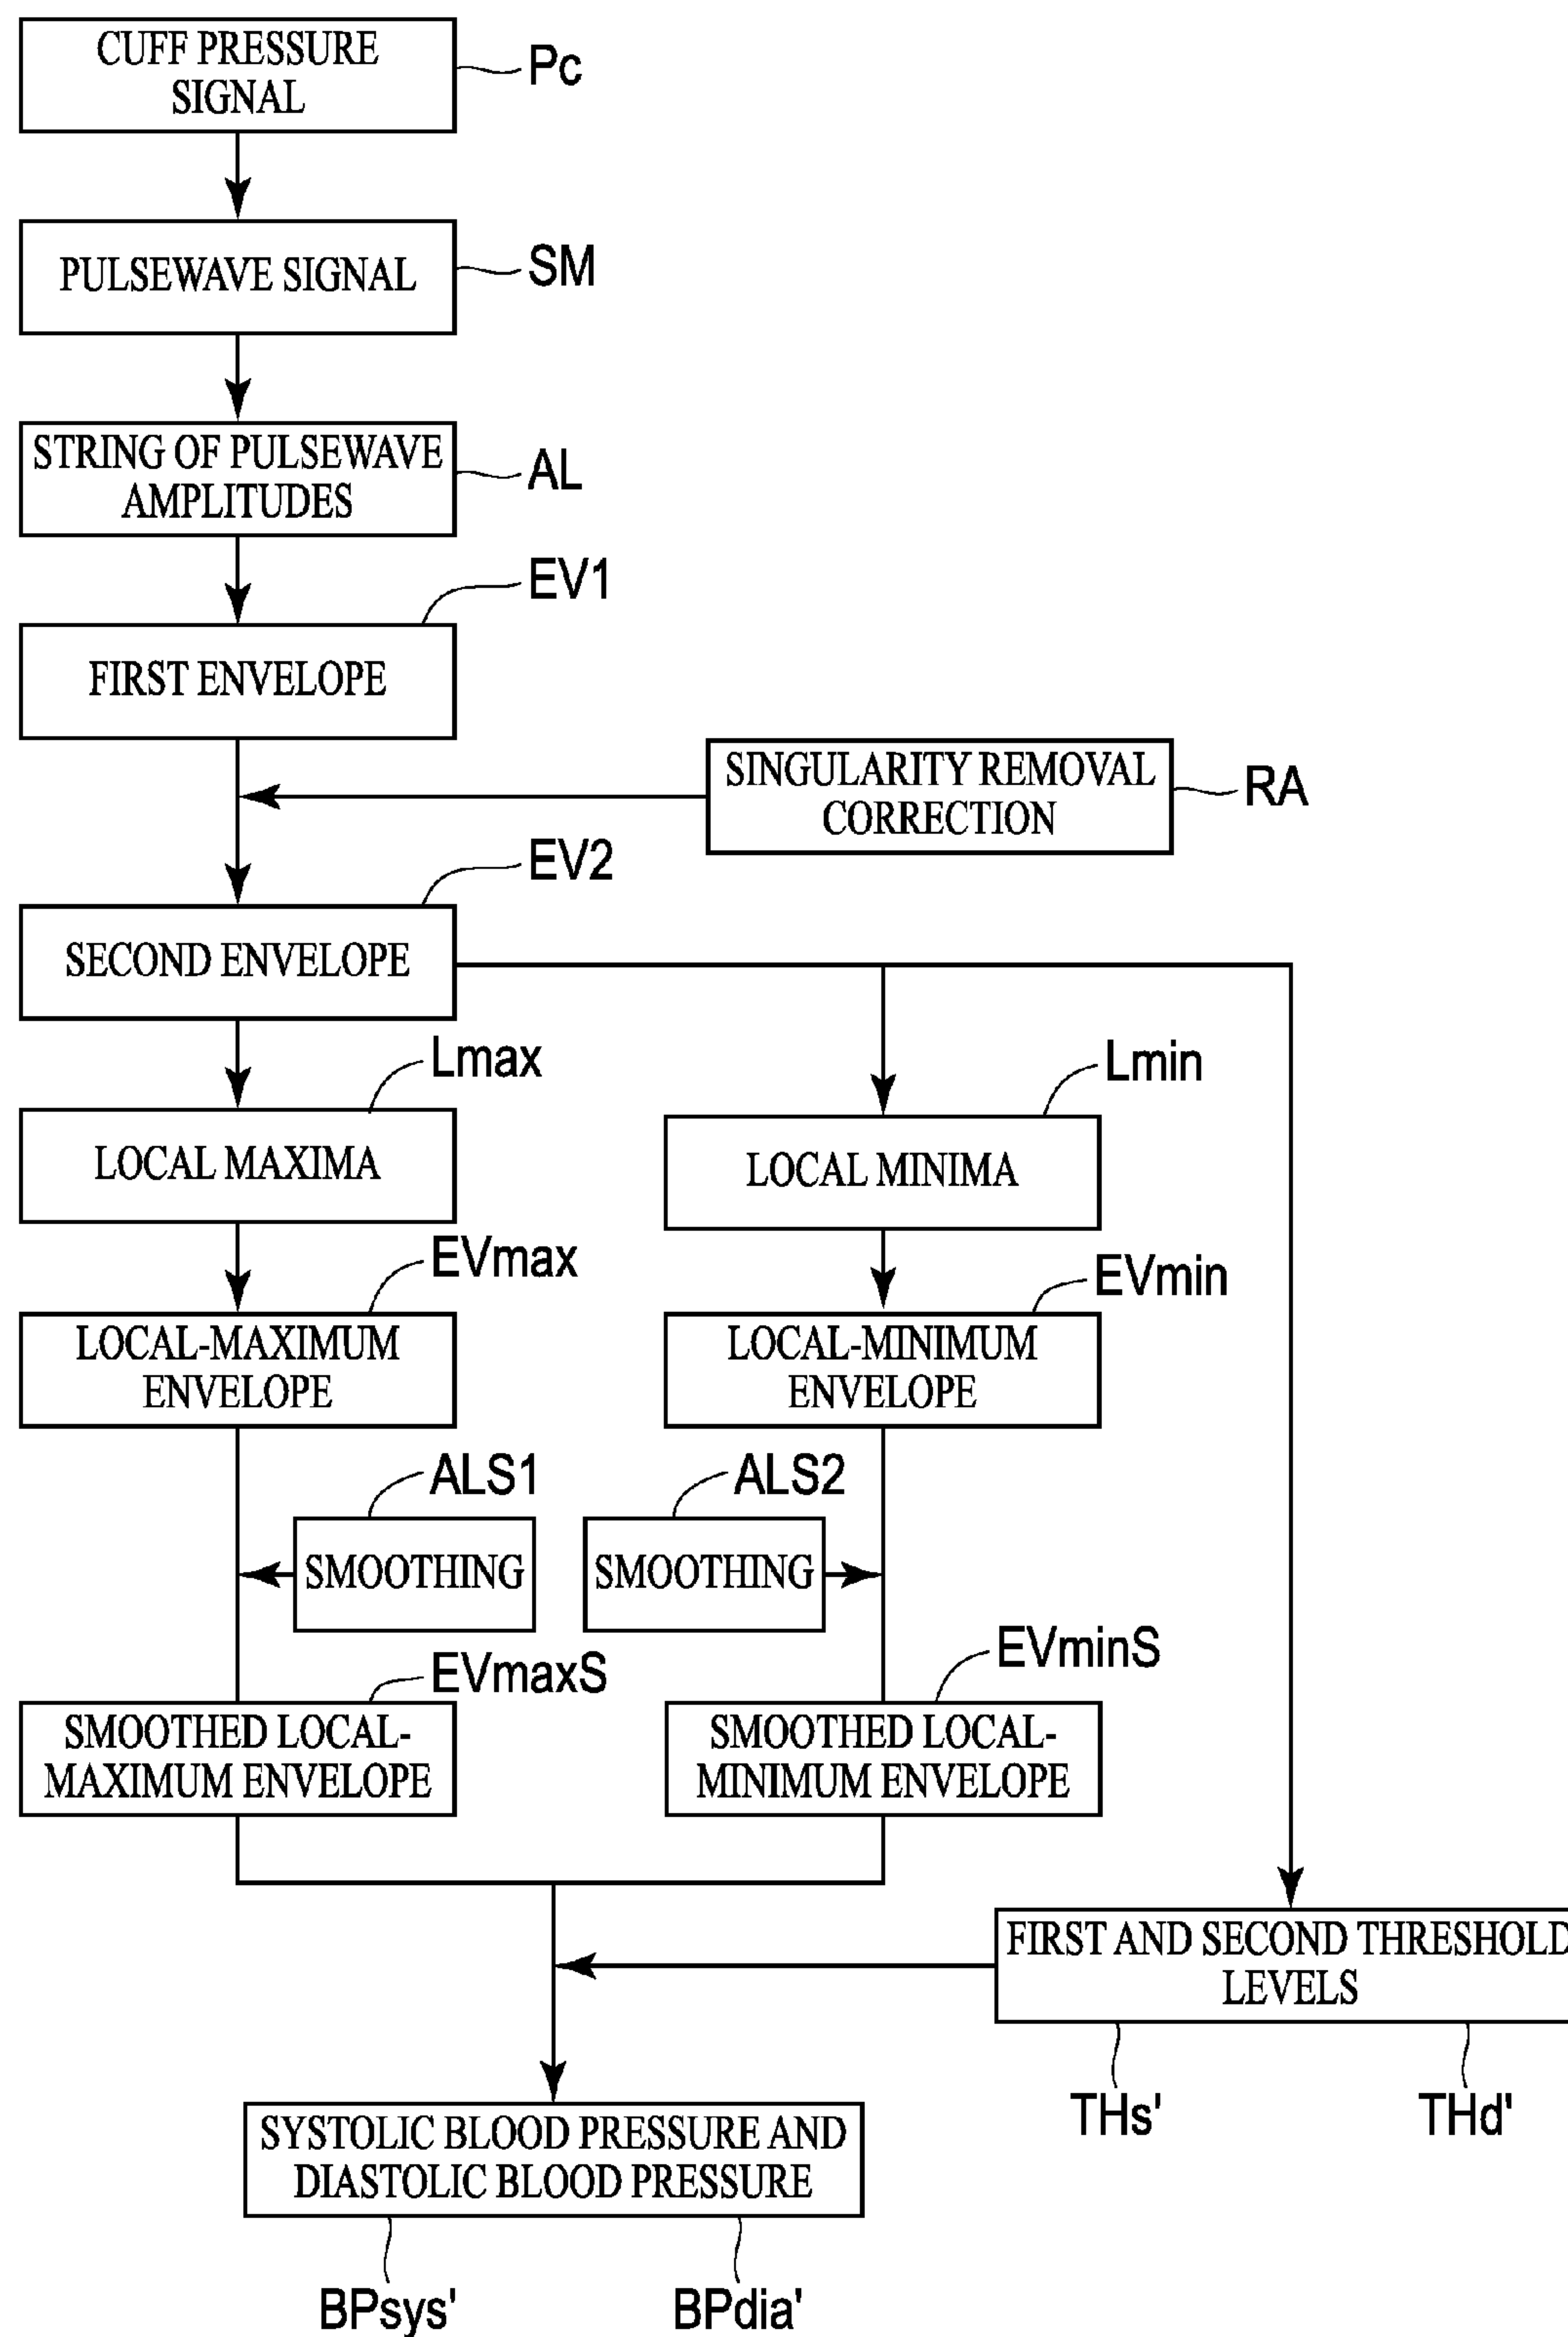 CUFF PRESSURE
SIGNAL
Pc
PULSEWAVE SIGNAL
SM
STRING OF PULSEWAVE
AMPLITUDES
AL
EV1
FIRST ENVELOPE
SINGULARITY REMOVAL
CORRECTION
RA
EV2
SECOND ENVELOPE
Lmax
Lmin
LOCAL MAXIMA
LOCAL MINIMA
EVmax
EVmin
LOCAL-MAXIMUM
ENVELOPE
LOCAL-MINIMUM
ENVELOPE
ALS1
ALS2
SMOOTHING
SMOOTHING
EVmaxS
EVminS
SMOOTHED LOCAL-
MAXIMUM ENVELOPE
SMOOTHED LOCAL-
MINIMUM ENVELOPE
FIRST AND SECOND THRESHOLD
LEVELS
THs'
THd'
SYSTOLIC BLOOD PRESSURE AND
DIASTOLIC BLOOD PRESSURE
BPsys'
BPdia'